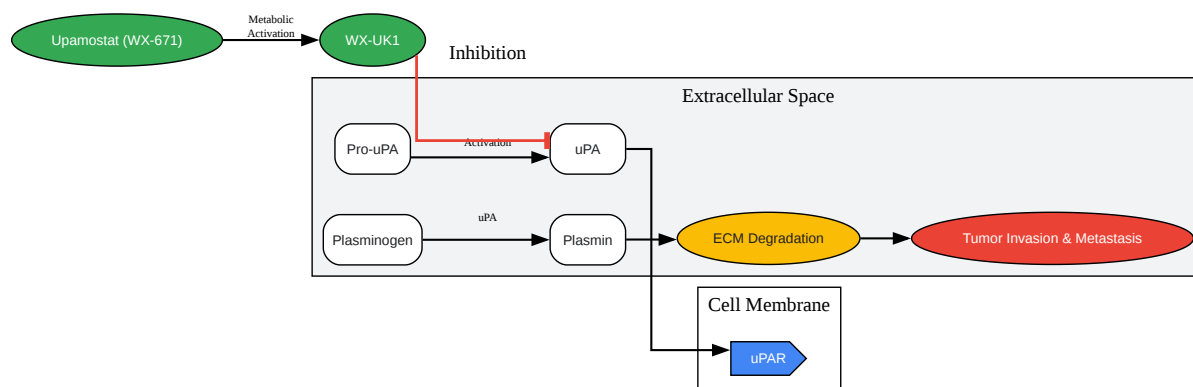 Upamostat (WX-671)
Metabolic
Activation
WX-UK1
Inhibition
Extracellular Space
Pro-uPA
Activation
uPA
Plasminogen
uPA
Plasmin
ECM Degradation
Tumor Invasion & Metastasis
Cell Membrane
uPAR